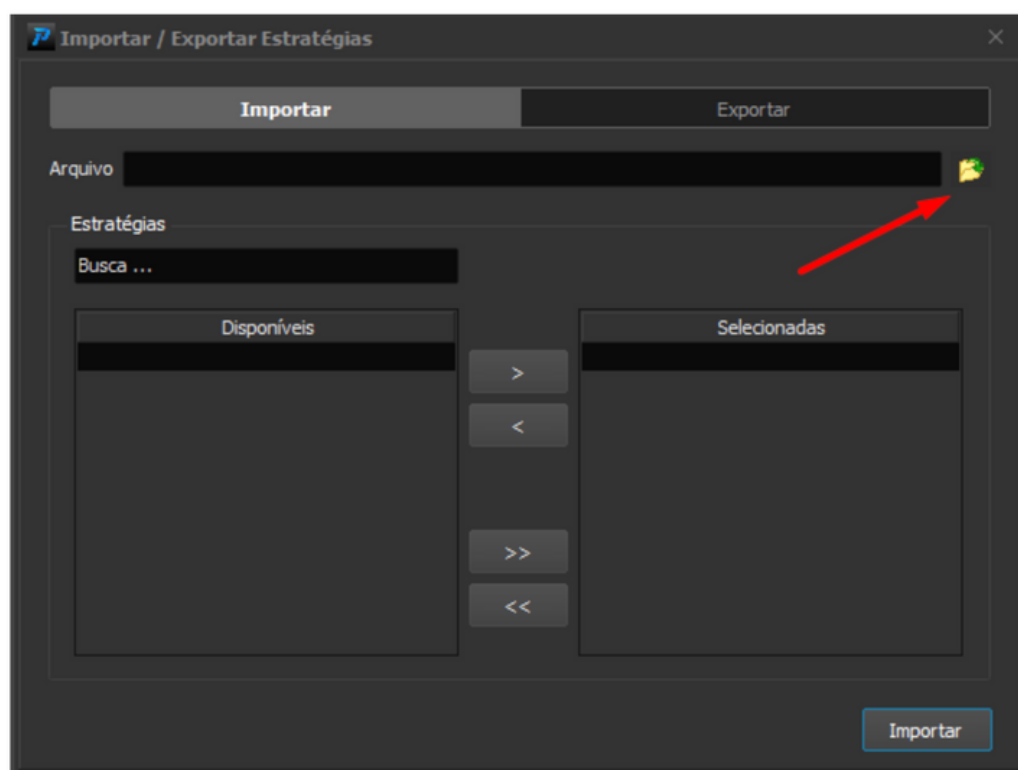 Importar / Exportar Estratégias
Importar
Exportar
Arquivo
Estratégias
Busca ...
Disponíveis
Selecionadas
>
<
>>
<<
Importar